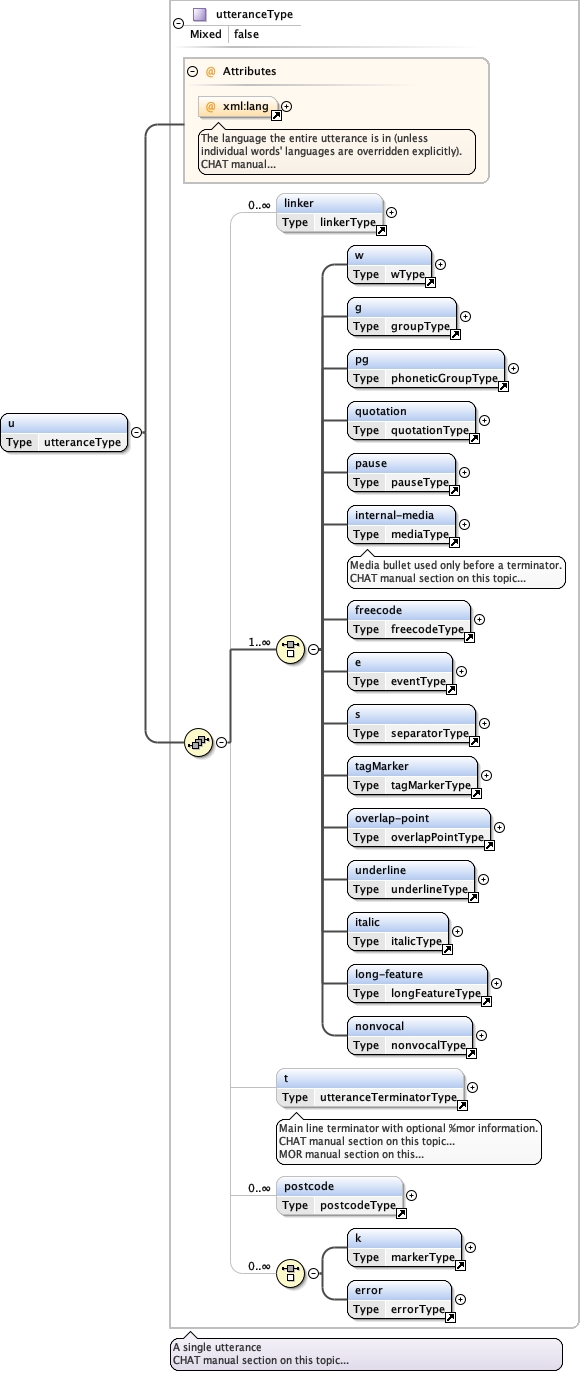 utteranceType
Mixed false
@ Attributes
@ xml:lang
The language the entire utterance is in (unless
individual words' languages are overridden explicitly).
CHAT manual...
0..∞
linker
Type linkerType
w
Type wType
g
Type groupType
pg
Type phoneticGroupType
quotation
Type quotationType
u
Type utteranceType
pause
Type pauseType
internal-media
Type mediaType
Media bullet used only before a terminator.
CHAT manual section on this topic...
freecode
Type freecodeType
1..∞
e
Type eventType
s
Type separatorType
tagMarker
Type tagMarkerType
overlap-point
Type overlapPointType
underline
Type underlineType
italic
Type italicType
long-feature
Type longFeatureType
nonvocal
Type nonvocalType
t
Type utteranceTerminatorType
Main line terminator with optional %mor information.
CHAT manual section on this topic...
MOR manual section on this...
0..∞
postcode
Type postcodeType
0..∞
k
Type markerType
error
Type errorType
A single utterance
CHAT manual section on this topic...